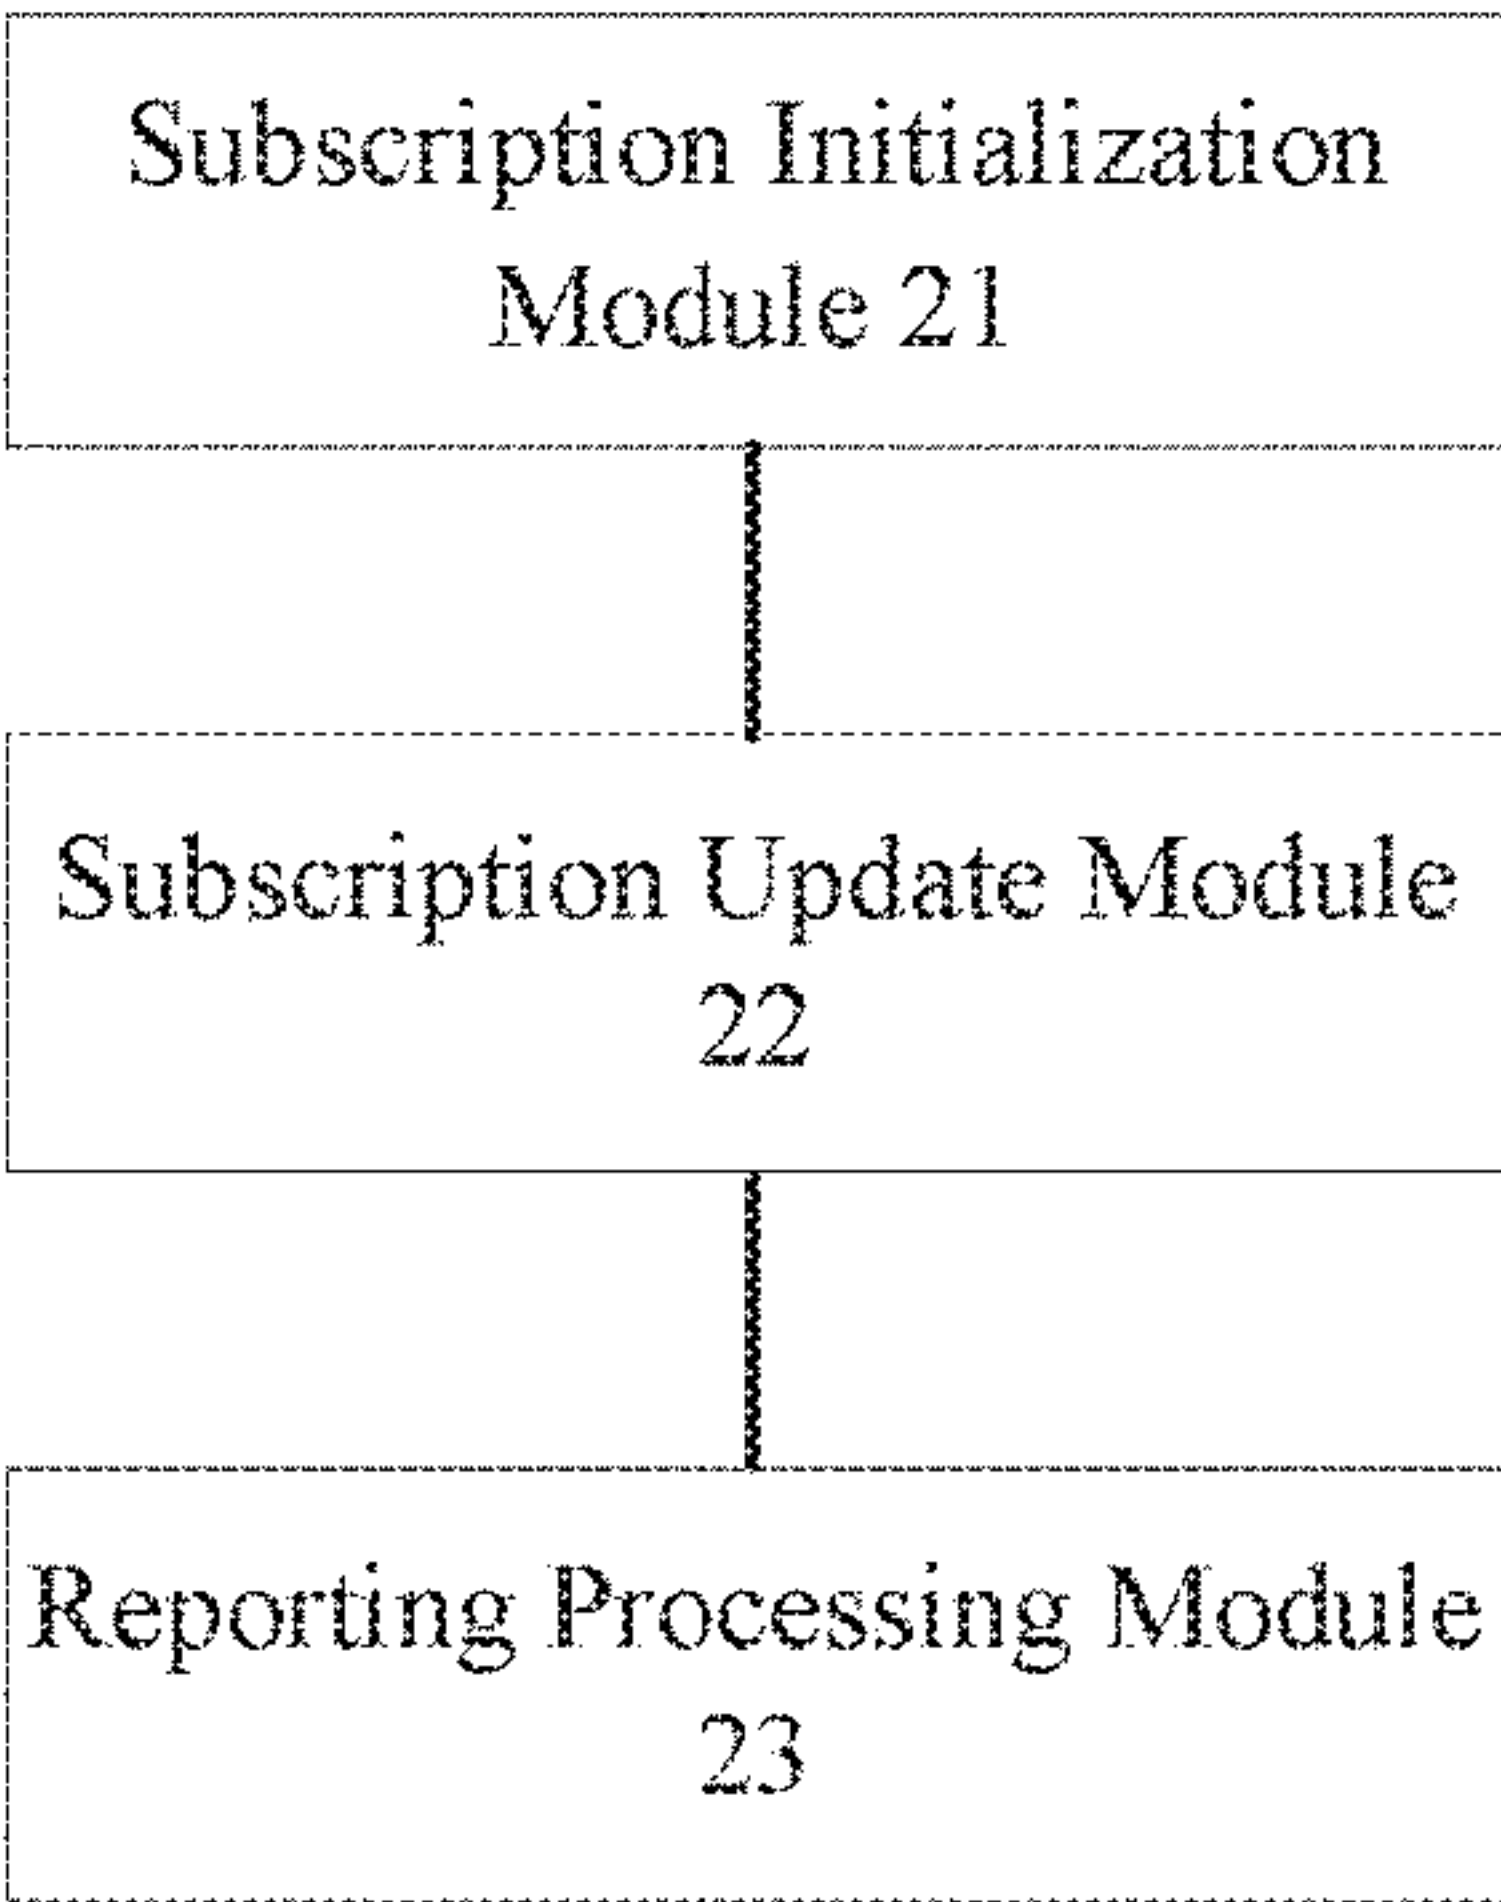 Subscription Initialization
Module 21
Subscription Update Module
22
Reporting Processing Module
23